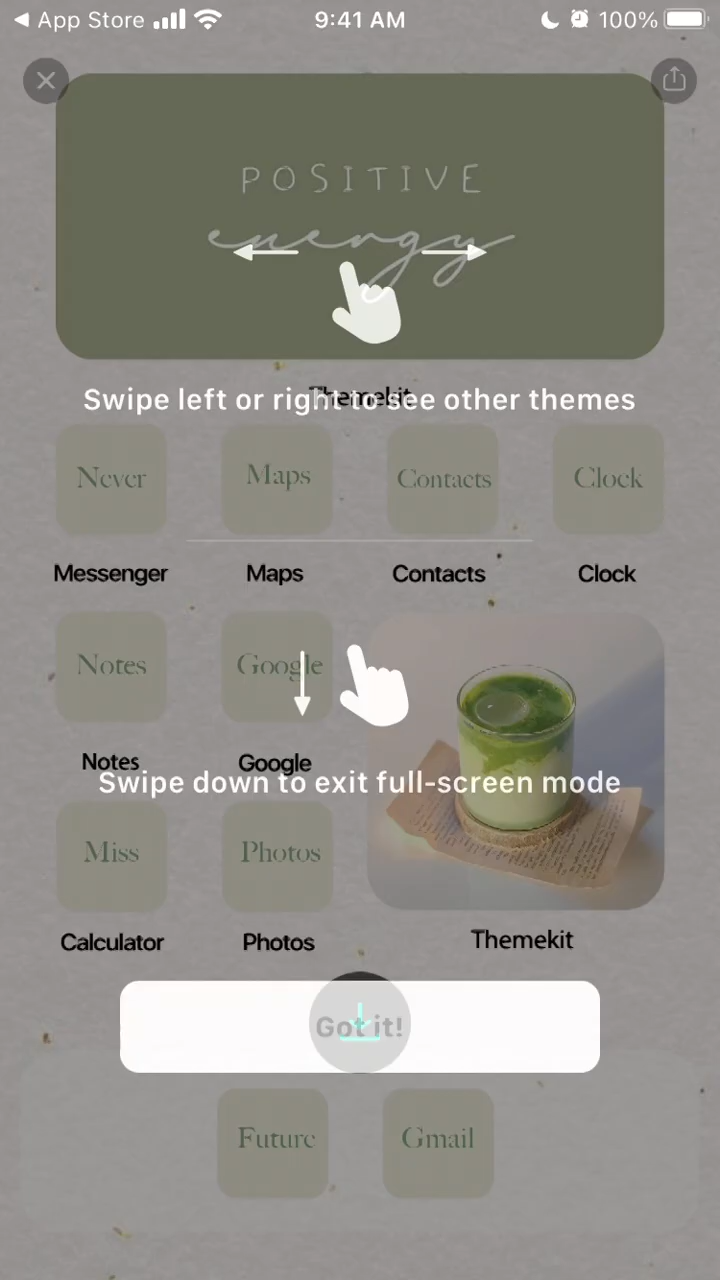 App Store
9:41 AM
100%
POSITIVE
energy
Themekit
Swipe left or right to see other themes
Never
Maps
Contacts
Clock
Messenger
Maps
Contacts
Clock
Notes
Google
Notes
Google
Swipe down to exit full-screen mode
Miss
Photos
Calculator
Photos
Themekit
Got it!
Future
Gmail